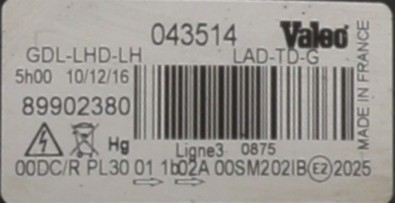 043514 Valeo
GDL-LHD-LH LAD-TD-G
5h00 10/12/16
89902380
MADE IN FRANCE
Hg
Ligne3 0875
00DC/R PL30 01 1b02A 00SM202IB E2 2025